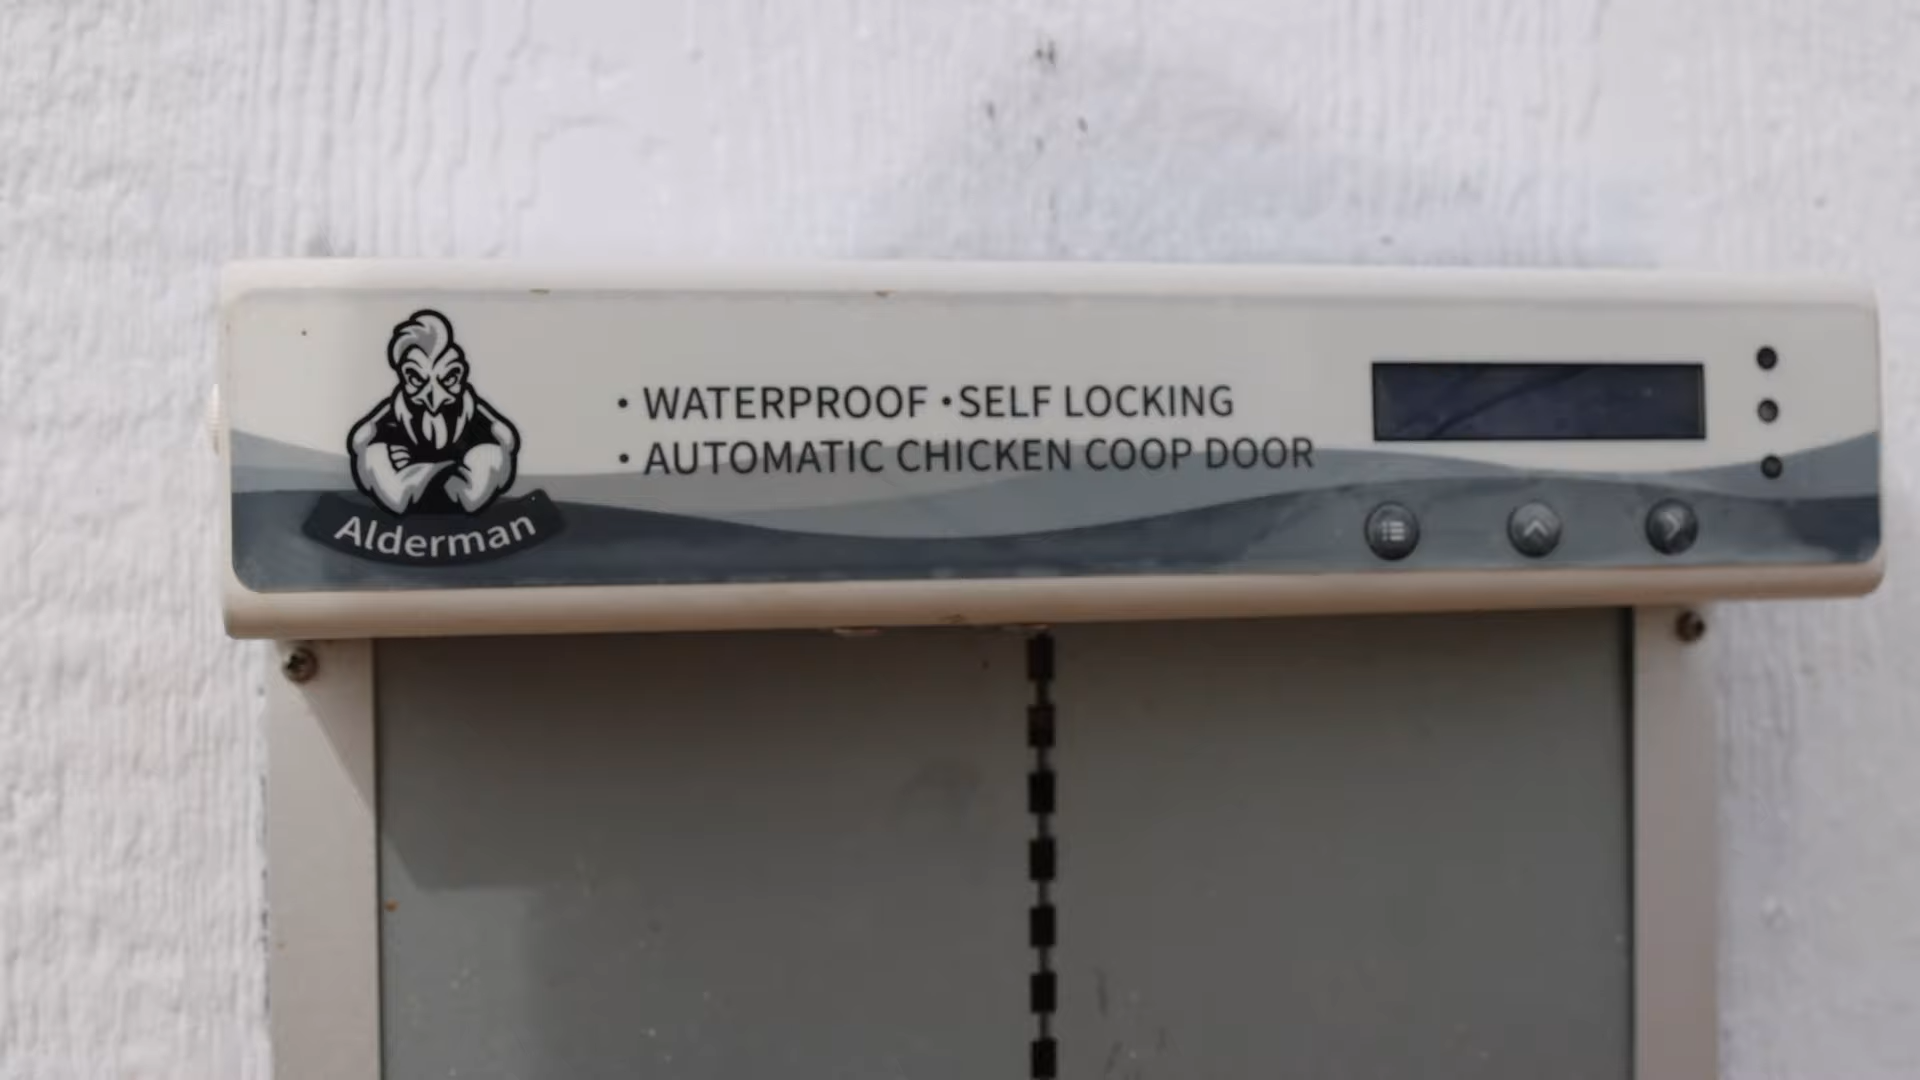 • WATERPROOF • SELF LOCKING
• AUTOMATIC CHICKEN COOP DOOR
Alderman